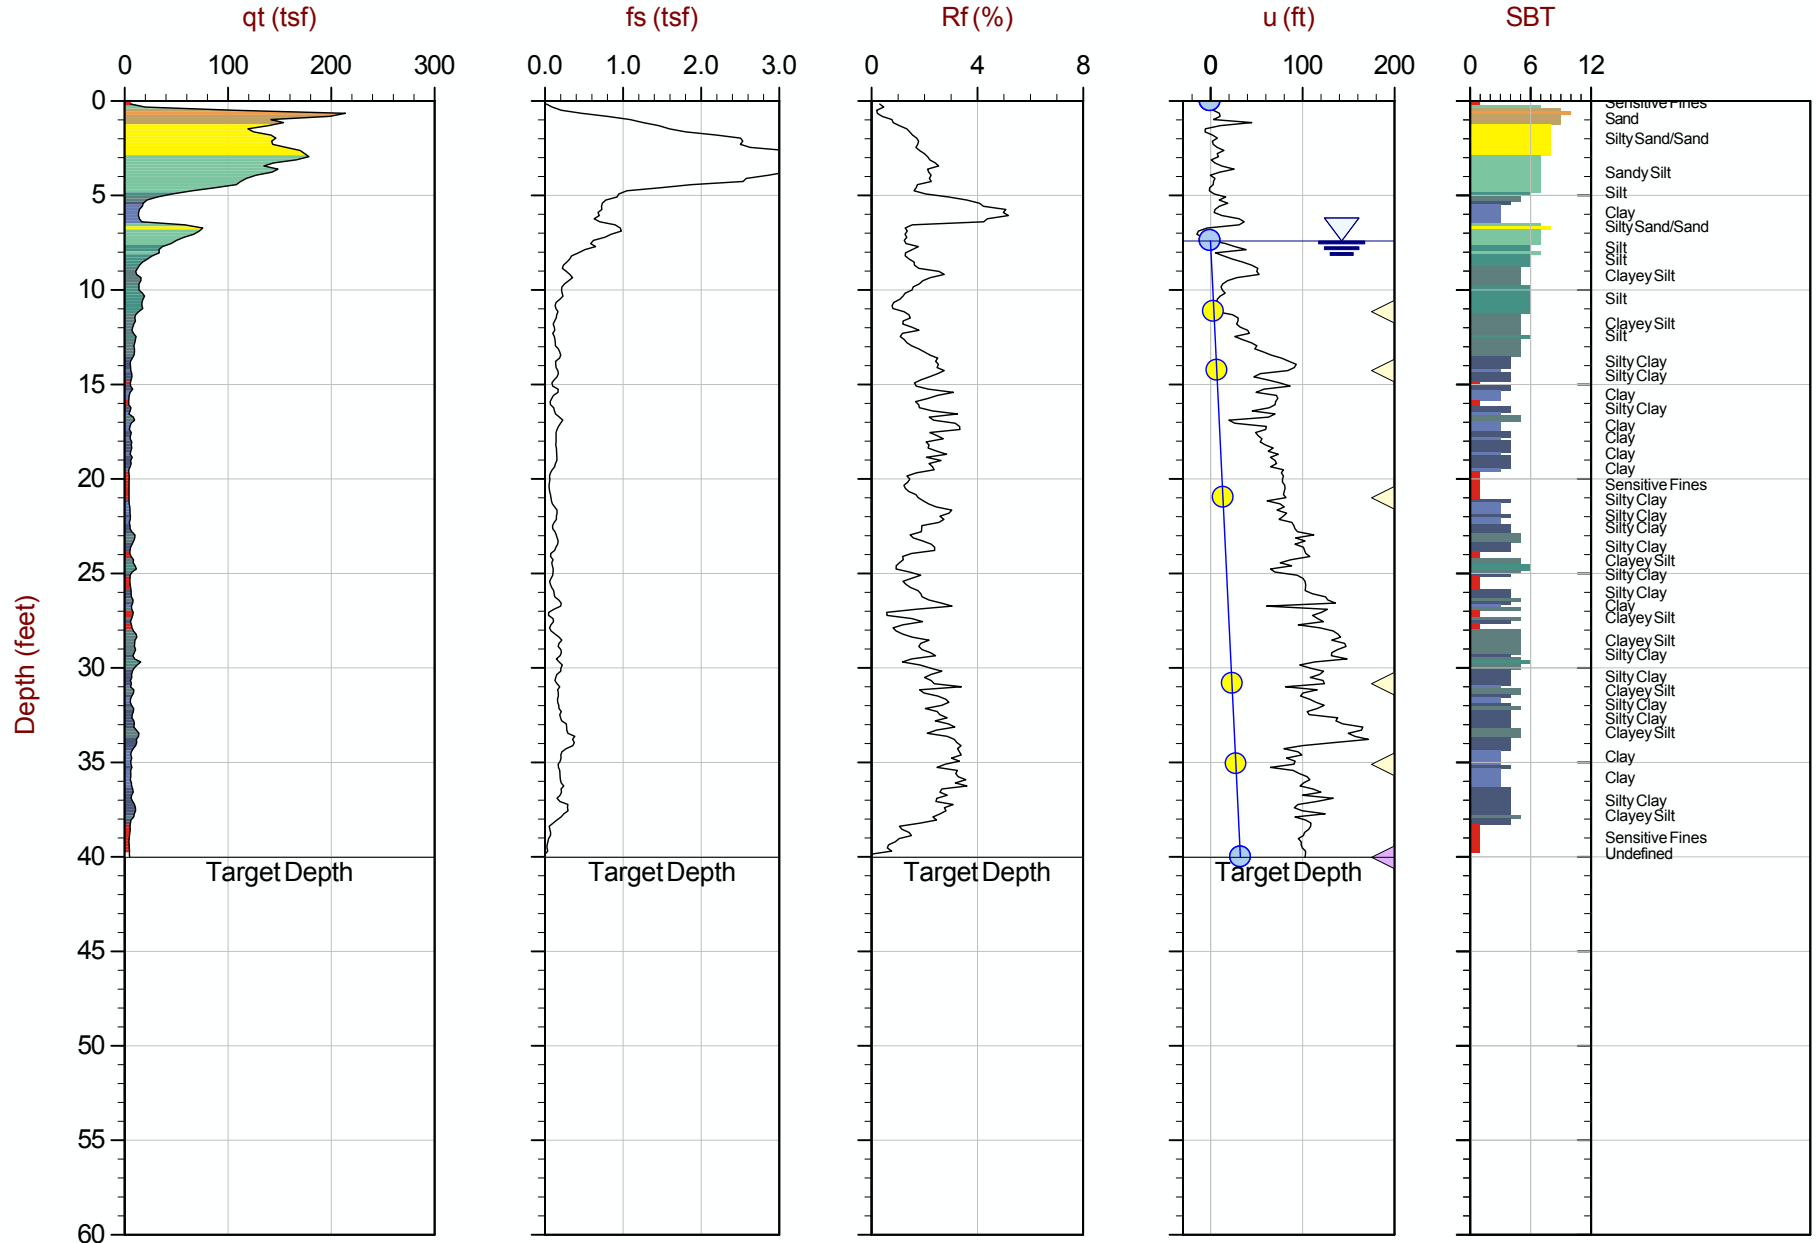 qt (tsf) fs (tsf) Rf (%) u (ft) SBT
0 100 200 300 0.0 1.0 2.0 3.0 0 4 8 0 100 200 0 6 12
0
Sensitive Fines
Sand
Silty Sand/Sand
Sandy Silt
5
Silt
Clay
Silty Sand/Sand
Silt
Silt
Clayey Silt
10
Silt
Clayey Silt
Silt
Silty Clay
Silty Clay
15
Clay
Silty Clay
Clay
Clay
Clay
Clay
20
Sensitive Fines
Silty Clay
Silty Clay
Silty Clay
Silty Clay
Clayey Silt
25
Silty Clay
Silty Clay
Clay
Clayey Silt
Clayey Silt
Silty Clay
30
Silty Clay
Clayey Silt
Silty Clay
Silty Clay
Clayey Silt
Clay
35
Clay
Silty Clay
Clayey Silt
Sensitive Fines
Undefined
40
Target Depth Target Depth Target Depth Target Depth
45
50
55
60
Depth (feet)